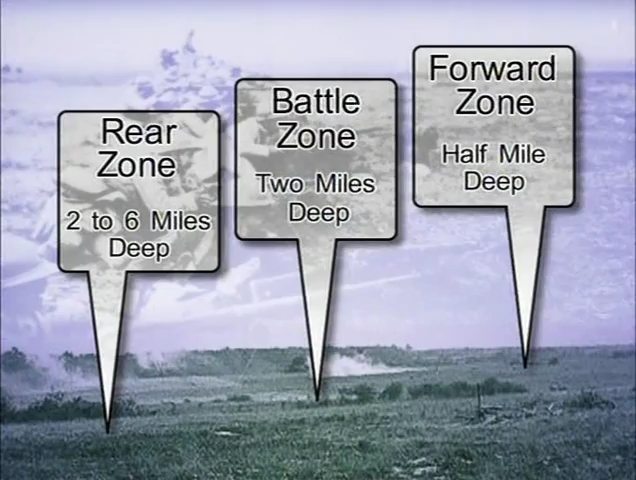 Rear
Zone
2 to 6 Miles
Deep
Battle
Zone
Two Miles
Deep
Forward
Zone
Half Mile
Deep